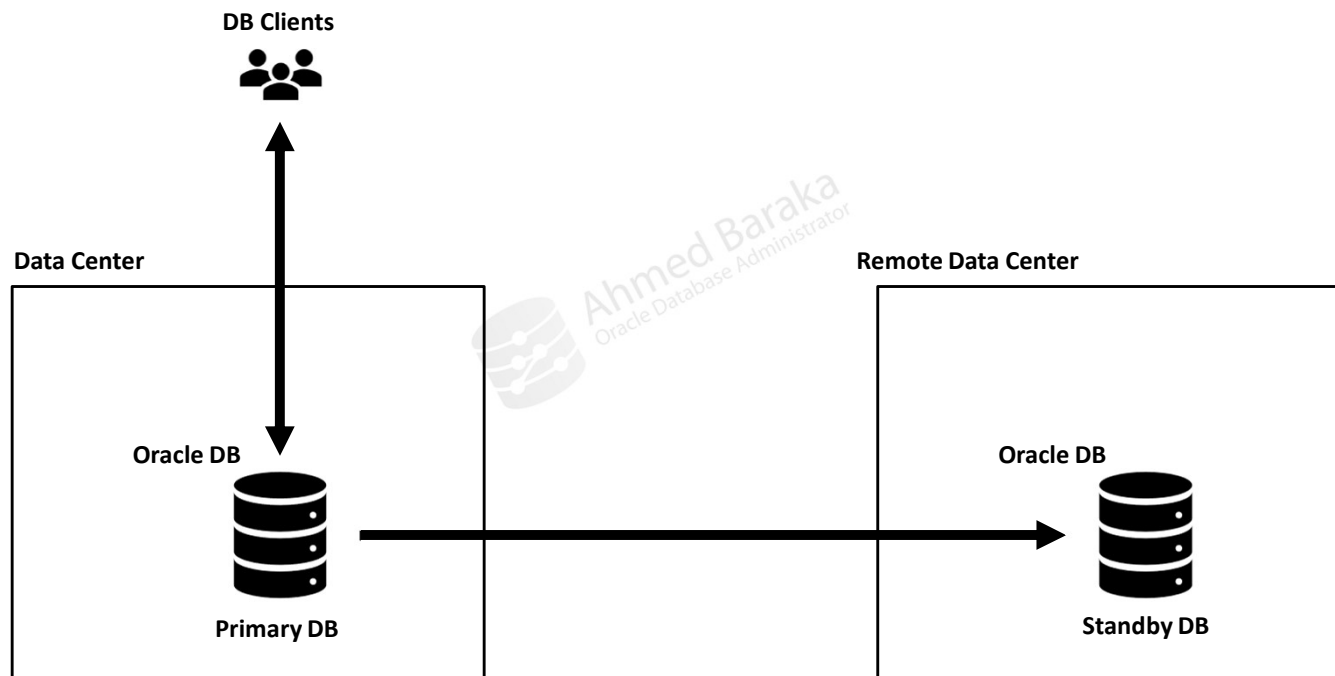 DB Clients
Ahmed Baraka
Oracle Database Administrator
Data Center
Remote Data Center
Oracle DB
Oracle DB
Primary DB
Standby DB